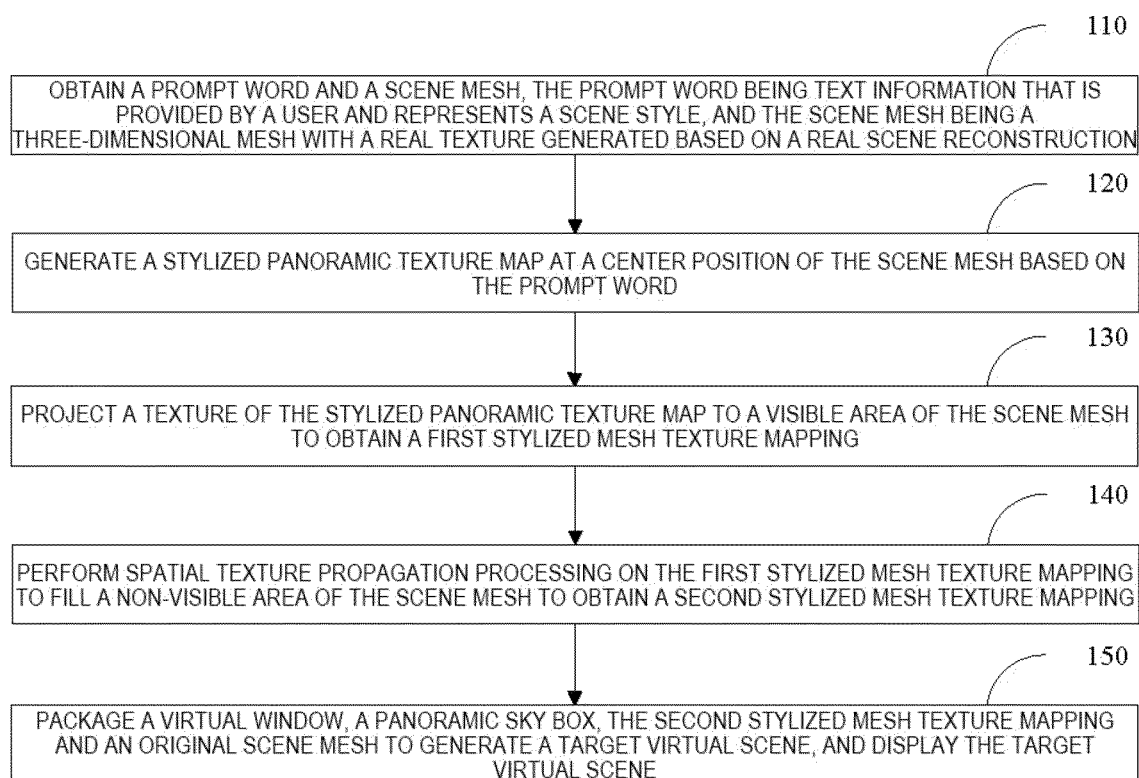 110
OBTAIN A PROMPT WORD AND A SCENE MESH, THE PROMPT WORD BEING TEXT INFORMATION THAT IS
PROVIDED BY A USER AND REPRESENTS A SCENE STYLE, AND THE SCENE MESH BEING A
THREE-DIMENSIONAL MESH WITH A REAL TEXTURE GENERATED BASED ON A REAL SCENE RECONSTRUCTION
120
GENERATE A STYLIZED PANORAMIC TEXTURE MAP AT A CENTER POSITION OF THE SCENE MESH BASED ON
THE PROMPT WORD
130
PROJECT A TEXTURE OF THE STYLIZED PANORAMIC TEXTURE MAP TO A VISIBLE AREA OF THE SCENE MESH
TO OBTAIN A FIRST STYLIZED MESH TEXTURE MAPPING
140
PERFORM SPATIAL TEXTURE PROPAGATION PROCESSING ON THE FIRST STYLIZED MESH TEXTURE MAPPING
TO FILL A NON-VISIBLE AREA OF THE SCENE MESH TO OBTAIN A SECOND STYLIZED MESH TEXTURE MAPPING
150
PACKAGE A VIRTUAL WINDOW, A PANORAMIC SKY BOX, THE SECOND STYLIZED MESH TEXTURE MAPPING
AND AN ORIGINAL SCENE MESH TO GENERATE A TARGET VIRTUAL SCENE, AND DISPLAY THE TARGET
VIRTUAL SCENE